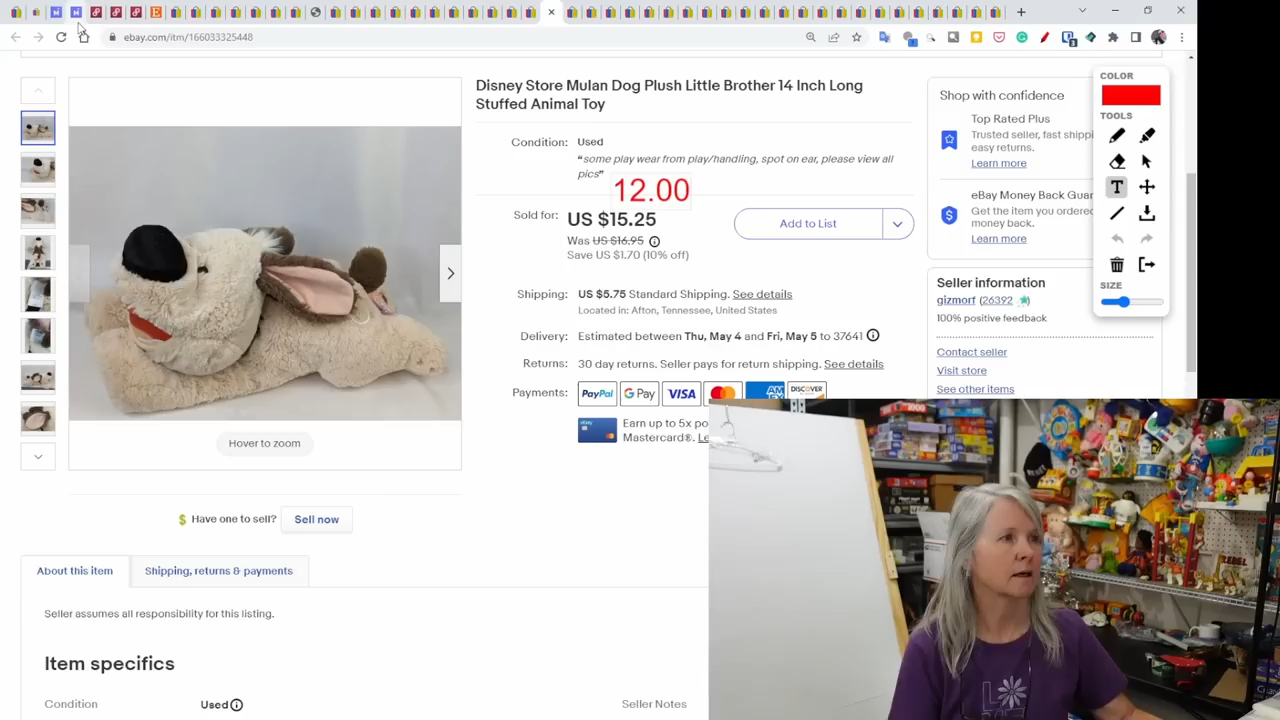 ebay.com/itm/166033325448
Disney Store Mulan Dog Plush Little Brother 14 Inch Long
Stuffed Animal Toy
Condition: Used
“some play wear from play/handling, spot on ear, please view all
pics”
12.00
Sold for: US $15.25
Was US $16.95
Save US $1.70 (10% off)
Add to List
Shipping: US $5.75 Standard Shipping. See details
Located in: Afton, Tennessee, United States
Delivery: Estimated between Thu, May 4 and Fri, May 5 to 37641
Returns: 30 day returns. Seller pays for return shipping. See details
Payments: PayPal G Pay VISA DISCOVER
Earn up to 5x po
Mastercard®. Le
Hover to zoom
Have one to sell? Sell now
About this item
Shipping, returns & payments
Seller assumes all responsibility for this listing.
Item specifics
Condition Used
Seller Notes
Shop with confidence
Top Rated Plus
Trusted seller, fast shippi
easy returns.
Learn more
eBay Money Back Guar
Get the item you ordered
money back.
Learn more
Seller information
gizmorf (26392)
100% positive feedback
Contact seller
Visit store
See other items
COLOR
TOOLS
T
SIZE